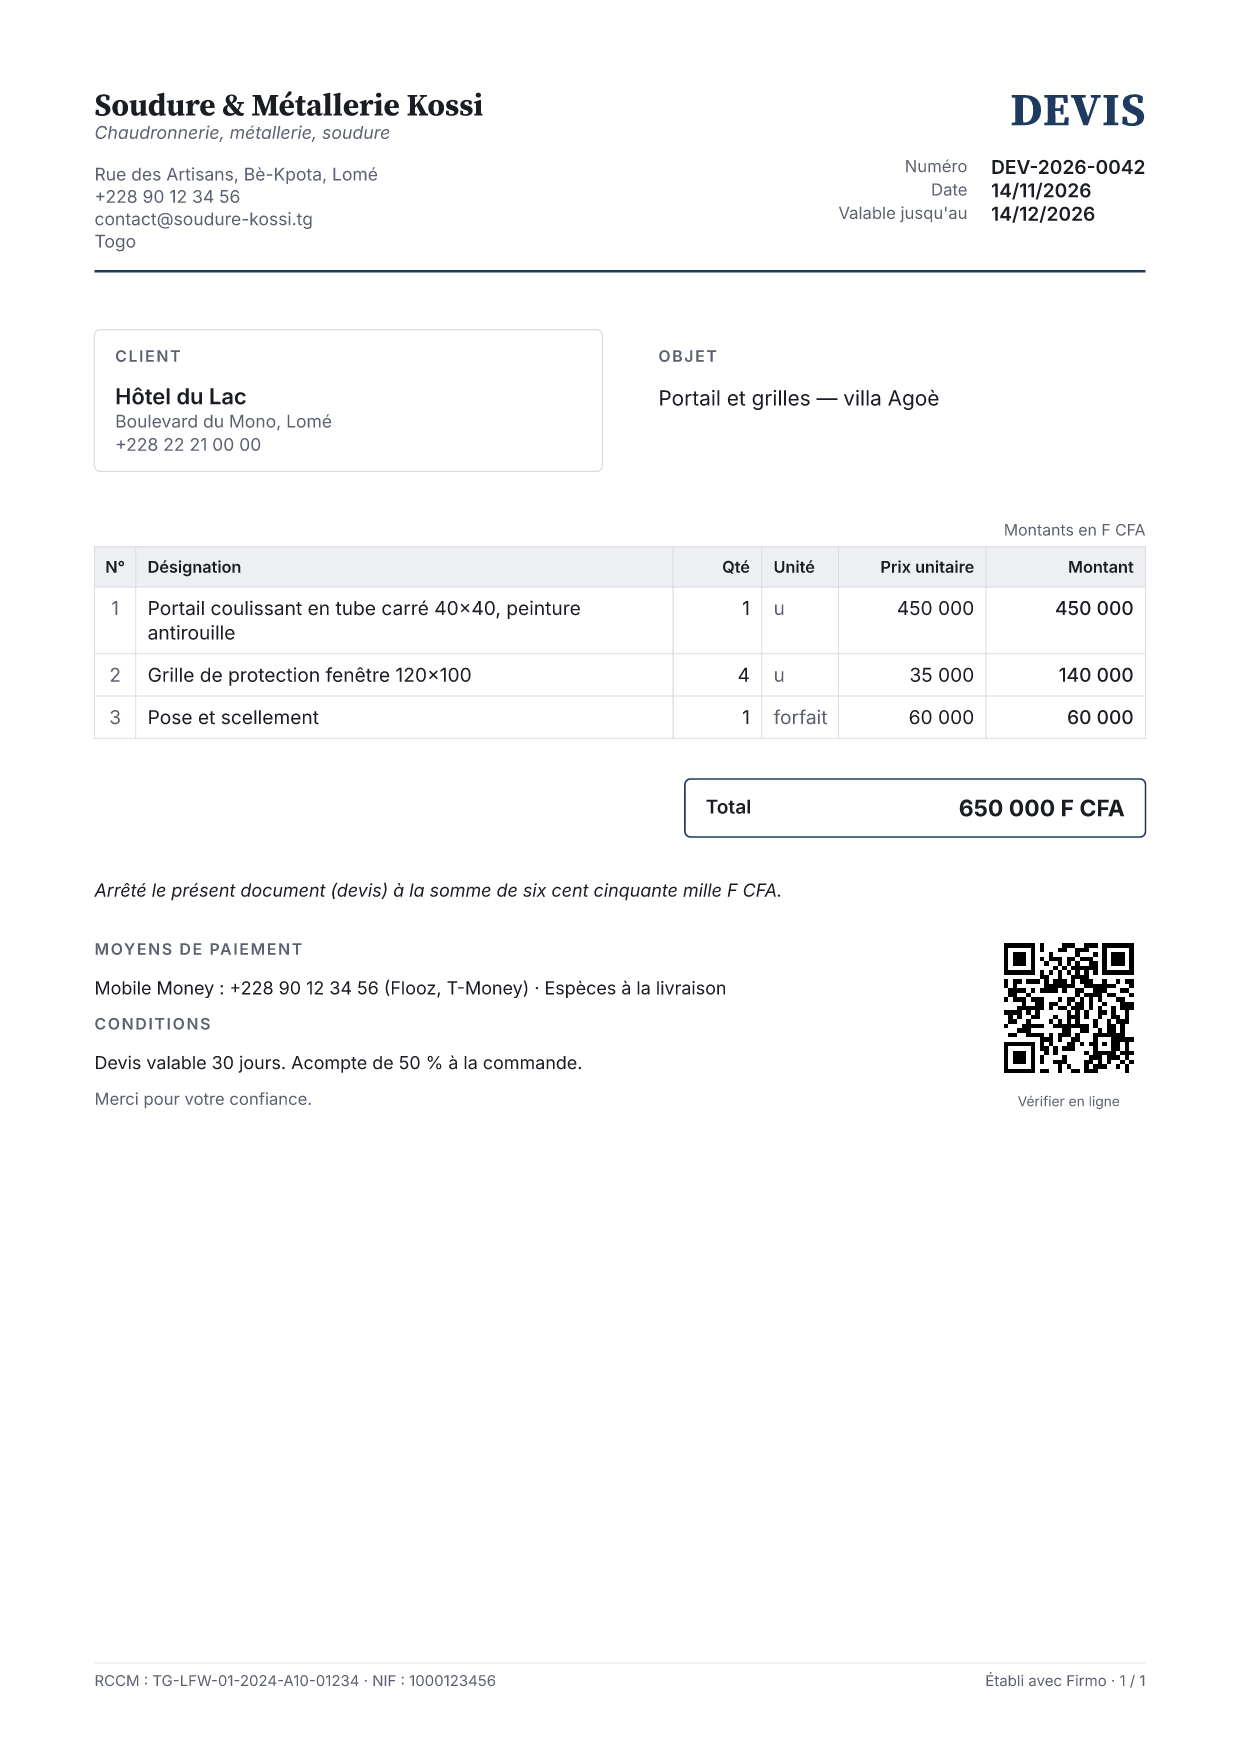 Soudure & Métallerie Kossi
Chaudronnerie, métallerie, soudure
Rue des Artisans, Bè-Kpota, Lomé
+228 90 12 34 56
contact@soudure-kossi.tg
Togo
DEVIS
Numéro DEV-2026-0042
Date 14/11/2026
Valable jusqu'au 14/12/2026
CLIENT
Hôtel du Lac
Boulevard du Mono, Lomé
+228 22 21 00 00
OBJET
Portail et grilles — villa Agoè
Montants en F CFA
N° Désignation Qté Unité Prix unitaire Montant
1 Portail coulissant en tube carré 40×40, peinture 1 u 450 000 450 000
antirouille
2 Grille de protection fenêtre 120×100 4 u 35 000 140 000
3 Pose et scellement 1 forfait 60 000 60 000
Total 650 000 F CFA
Arrêté le présent document (devis) à la somme de six cent cinquante mille F CFA.
MOYENS DE PAIEMENT
Mobile Money : +228 90 12 34 56 (Flooz, T-Money) · Espèces à la livraison
CONDITIONS
Devis valable 30 jours. Acompte de 50 % à la commande.
Merci pour votre confiance.
Vérifier en ligne
RCCM : TG-LFW-01-2024-A10-01234 · NIF : 1000123456
Établi avec Firmo · 1 / 1